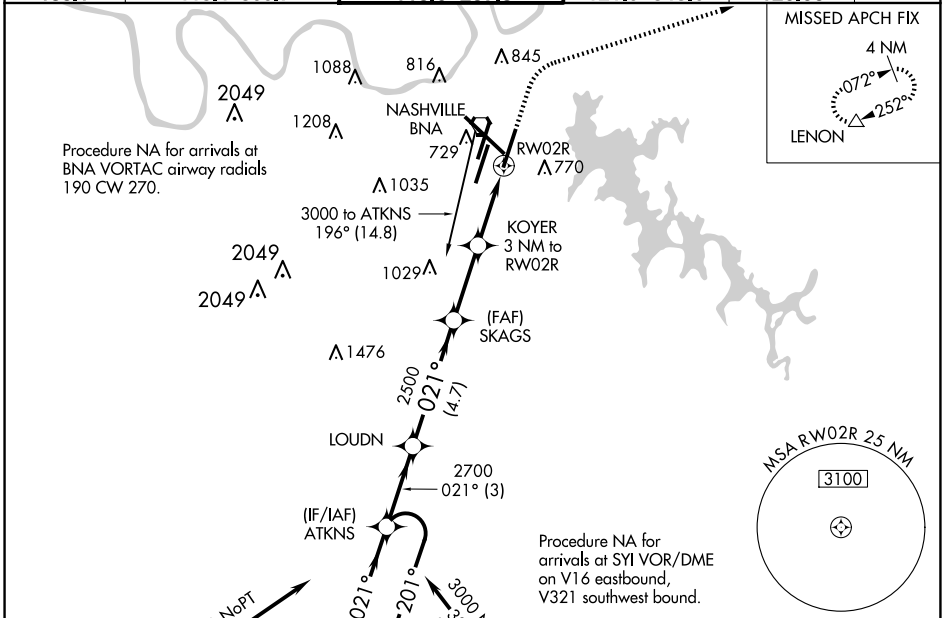 MISSED APCH FIX
4 NM
072°
252°
LENON
845
816
1088
2049
NASHVILLE
BNA
1208
729
RW02R
770
Procedure NA for arrivals at
BNA VORTAC airway radials
190 CW 270.
1035
3000 to ATKNS
196° (14.8)
KOYER
3 NM to
RW02R
2049
1029
2049
(FAF)
SKAGS
1476
2500
021°
(4.7)
LOUDN
MSA RW02R 25 NM
3100
2700
021° (3)
(IF/IAF)
ATKNS
Procedure NA for
arrivals at SYI VOR/DME
on V16 eastbound,
V321 southwest bound.
021°
201°
3000
NoPT